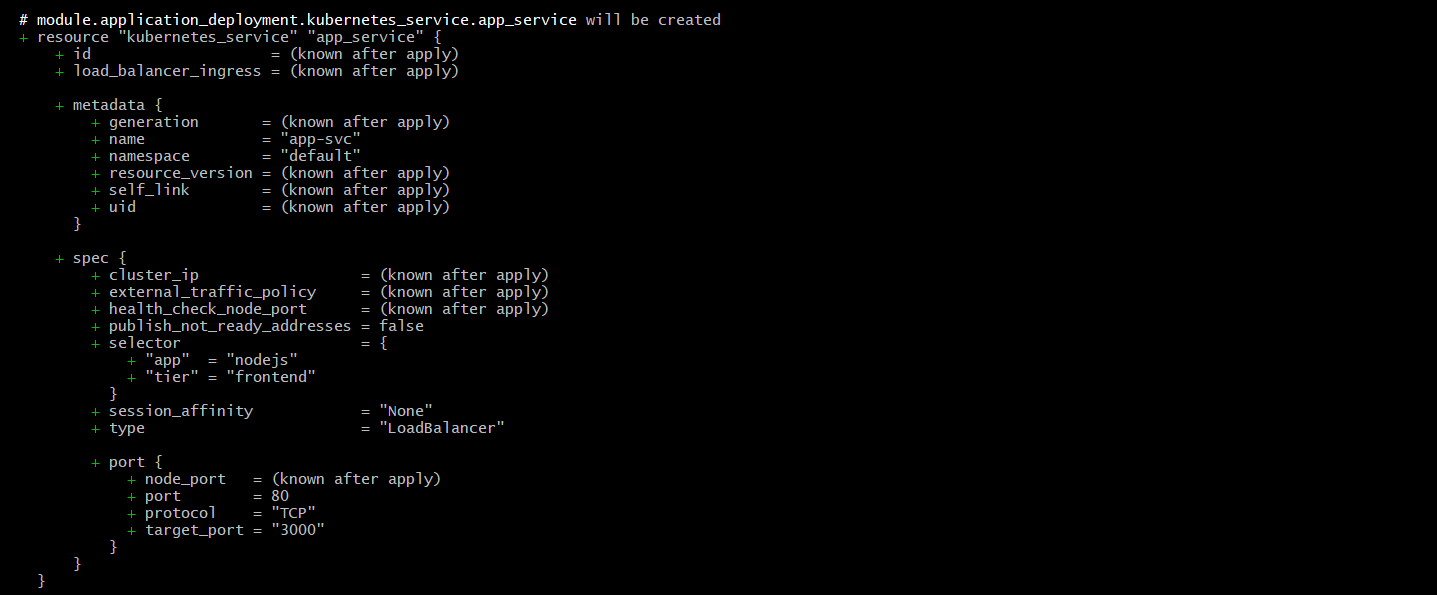 # module.application_deployment.kubernetes_service.app_service will be created
+ resource "kubernetes_service" "app_service" {
    + id                    = (known after apply)
    + load_balancer_ingress = (known after apply)

    + metadata {
        + generation       = (known after apply)
        + name             = "app-svc"
        + namespace        = "default"
        + resource_version = (known after apply)
        + self_link        = (known after apply)
        + uid              = (known after apply)
      }

    + spec {
        + cluster_ip                  = (known after apply)
        + external_traffic_policy     = (known after apply)
        + health_check_node_port      = (known after apply)
        + publish_not_ready_addresses = false
        + selector                    = {
            + "app"  = "nodejs"
            + "tier" = "frontend"
          }
        + session_affinity            = "None"
        + type                        = "LoadBalancer"

        + port {
            + node_port   = (known after apply)
            + port        = 80
            + protocol    = "TCP"
            + target_port = "3000"
          }
      }
  }